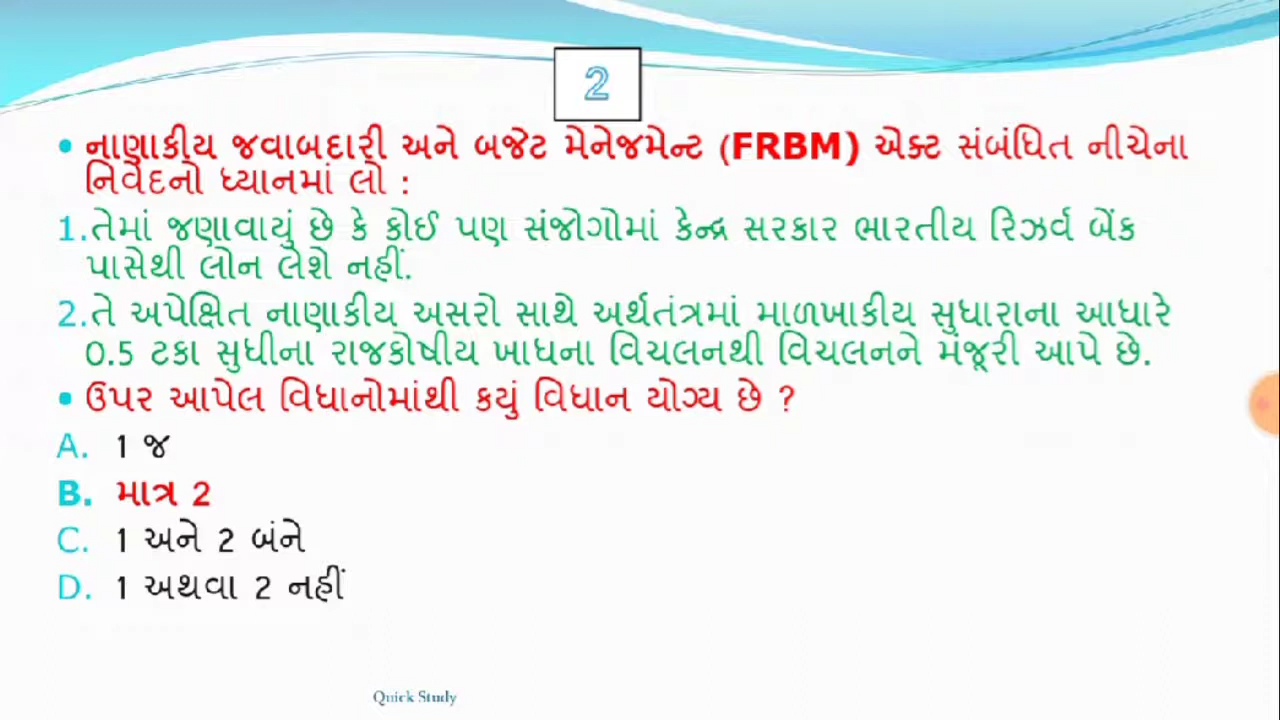 2
• નાણાકીય જવાબદારી અને બજેટ મેનેજમેન્ટ (FRBM) એક્ટ સંબંધિત નીચેના
નિવેદનો ધ્યાનમાં લો :
1.તેમાં જણાવાયું છે કે કોઈ પણ સંજોગોમાં કેન્દ્ર સરકાર ભારતીય રિઝર્વ બેંક
પાસેથી લોન લેશે નહીં.
2.તે અપેક્ષિત નાણાકીય અસરો સાથે અર્થતંત્રમાં માળખાકીય સુધારાના આધારે
0.5 ટકા સુધીના રાજકોષીય ખાધના વિચલનથી વિચલનને મંજૂરી આપે છે.
• ઉપર આપેલ વિધાનોમાંથી કયું વિધાન યોગ્ય છે ?
A. 1 જ
B. માત્ર 2
C. 1 અને 2 બંને
D. 1 અથવા 2 નહીં
Quick Study